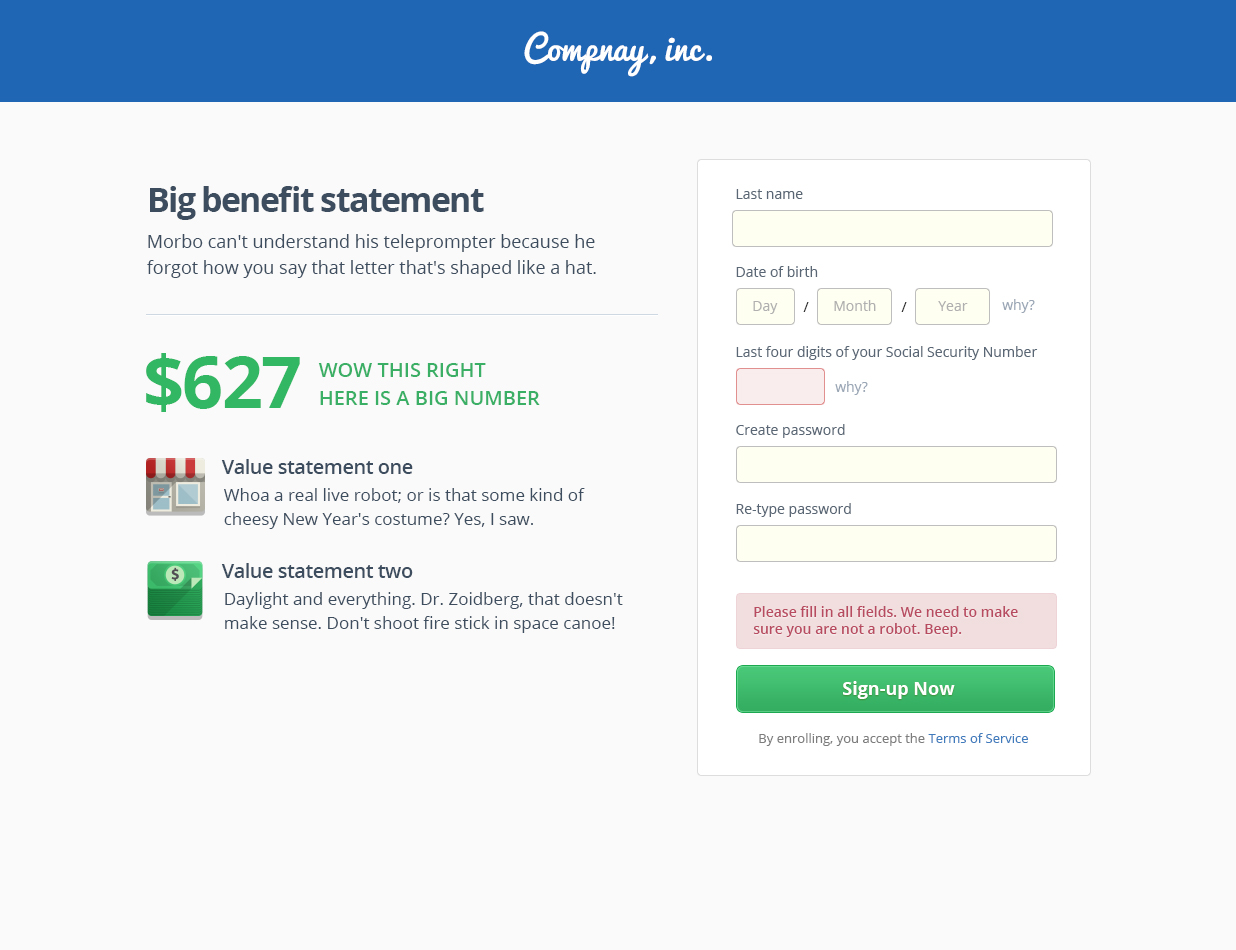 Compnay, inc.
Big benefit statement
Morbo can't understand his teleprompter because he
forgot how you say that letter that's shaped like a hat.
$627
WOW THIS RIGHT
HERE IS A BIG NUMBER
Value statement one
Whoa a real live robot; or is that some kind of
cheesy New Year's costume? Yes, I saw.
$
Value statement two
Daylight and everything. Dr. Zoidberg, that doesn't
make sense. Don't shoot fire stick in space canoe!
Last name
Date of birth
Day / Month / Year why?
Last four digits of your Social Security Number
why?
Create password
Re-type password
Please fill in all fields. We need to make
sure you are not a robot. Beep.
Sign-up Now
By enrolling, you accept the Terms of Service